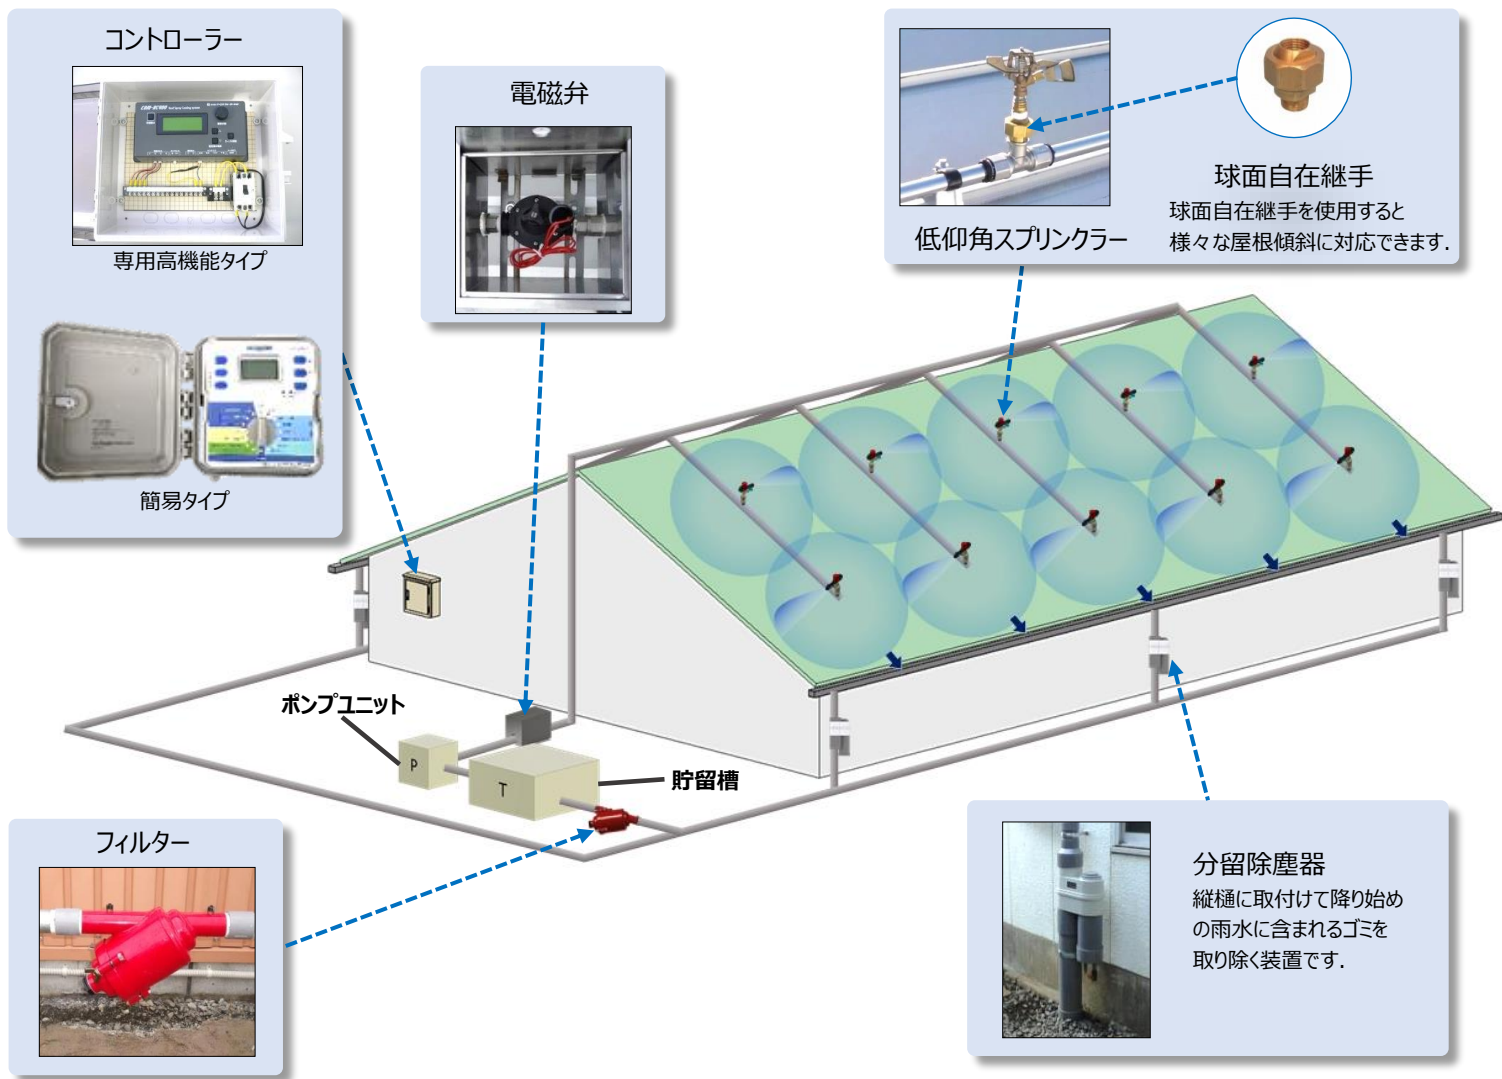 コントローラー
専用高機能タイプ
簡易タイプ
電磁弁
低仰角スプリンクラー
球面自在継手
球面自在継手を使用すると
様々な屋根傾斜に対応できます.
ポンプユニット
P
T
貯留槽
フィルター
分留除塵器
縦樋に取付けて降り始め
の雨水に含まれるゴミを
取り除く装置です.